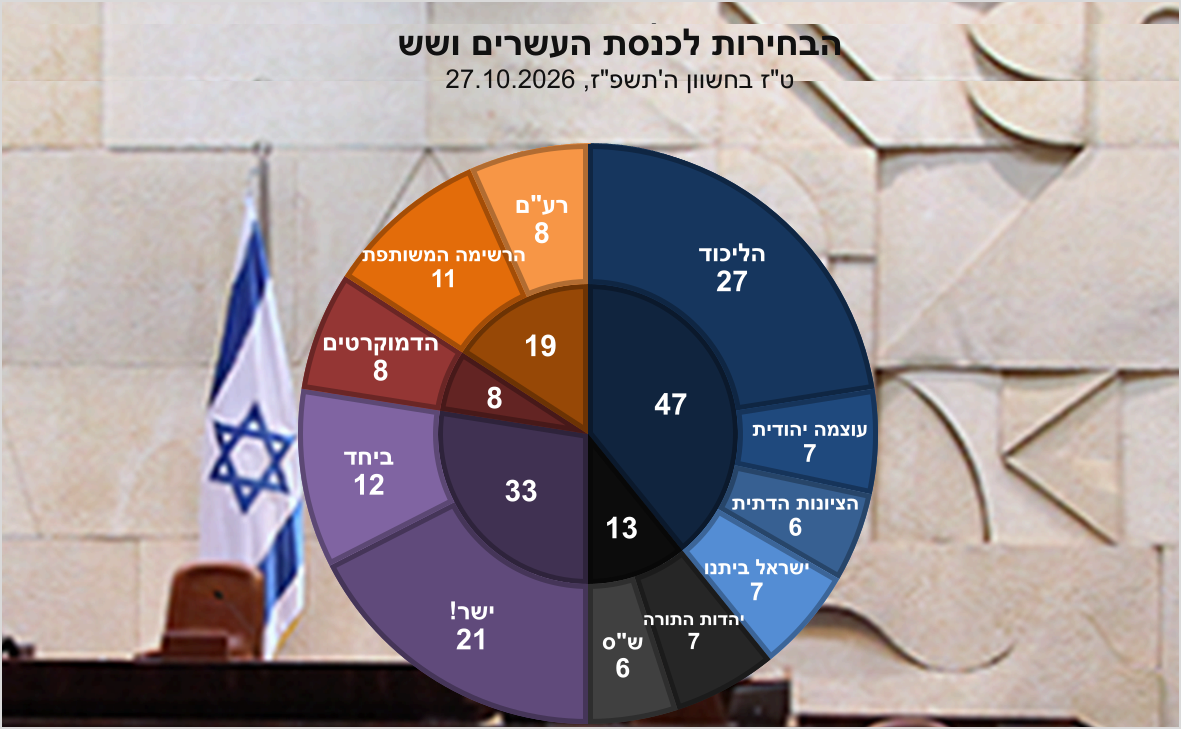 הבחירות לכנסת העשרים ושש
ט"ז בחשוון ה'תשפ"ז, 27.10.2026
רע"ם
8
הליכוד
27
הרשימה המשותפת
11
19
הדמוקרטים
8
8
47
עוצמה יהודית
7
ביחד
12
33
הציונות הדתית
6
13
ישראל ביתנו
7
ישר!
21
יהדות התורה
7
ש"ס
6